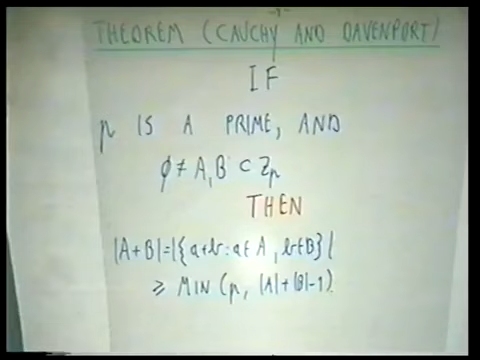 THEOREM (CAUCHY AND DAVENPORT)
IF
p IS A PRIME, AND
∅ ≠ A, B ⊂ Zp
THEN
|A+B|=|{a+b : a∈A, b∈B}|
≥ MIN (p, |A|+|B|-1)